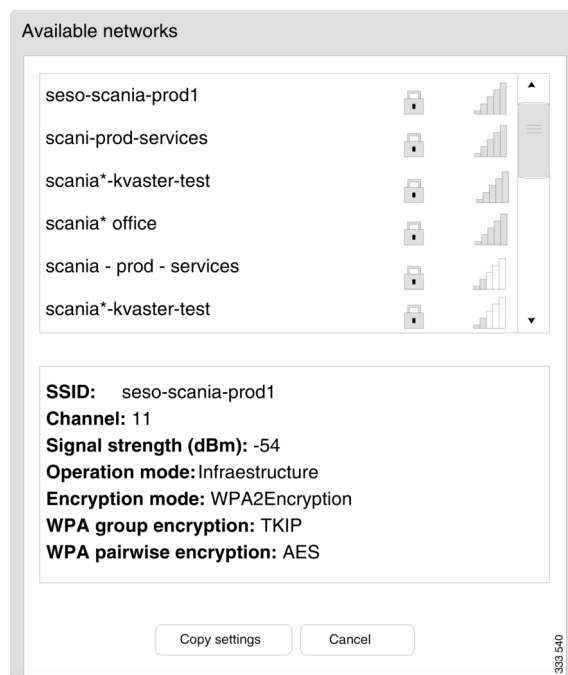 Available networks
seso-scania-prod1
scani-prod-services
scania*-kvaster-test
scania* office
scania - prod - services
scania*-kvaster-test
SSID: seso-scania-prod1
Channel: 11
Signal strength (dBm): -54
Operation mode: Infraestructure
Encryption mode: WPA2Encryption
WPA group encryption: TKIP
WPA pairwise encryption: AES
Copy settings Cancel
333 540